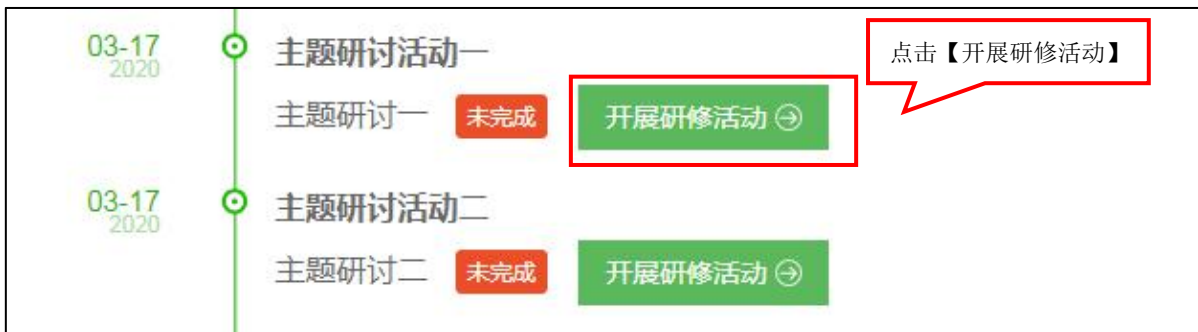 03-17
2020
主题研讨活动一
点击【开展研修活动】
主题研讨一 未完成 开展研修活动
03-17
2020
主题研讨活动二
主题研讨二 未完成 开展研修活动